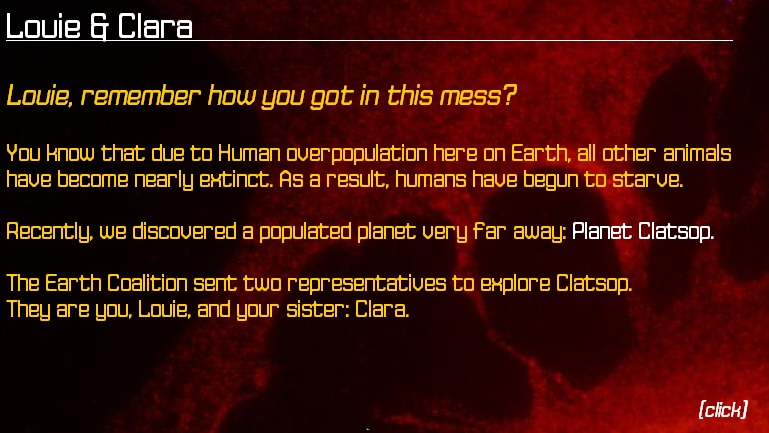 Louie & Clara
Louie, remember how you got in this mess?
You know that due to Human overpopulation here on Earth, all other animals
have become nearly extinct. As a result, humans have begun to starve.
Recently, we discovered a populated planet very far away: Planet Clatsop.
The Earth Coalition sent two representatives to explore Clatsop.
They are you, Louie, and your sister: Clara.
(click)